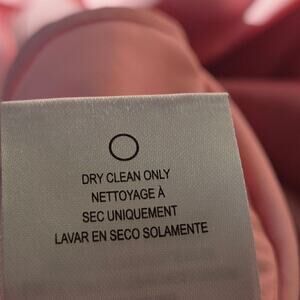 DRY CLEAN ONLY
NETTOYAGE À
SEC UNIQUEMENT
LAVAR EN SECO SOLAMENTE